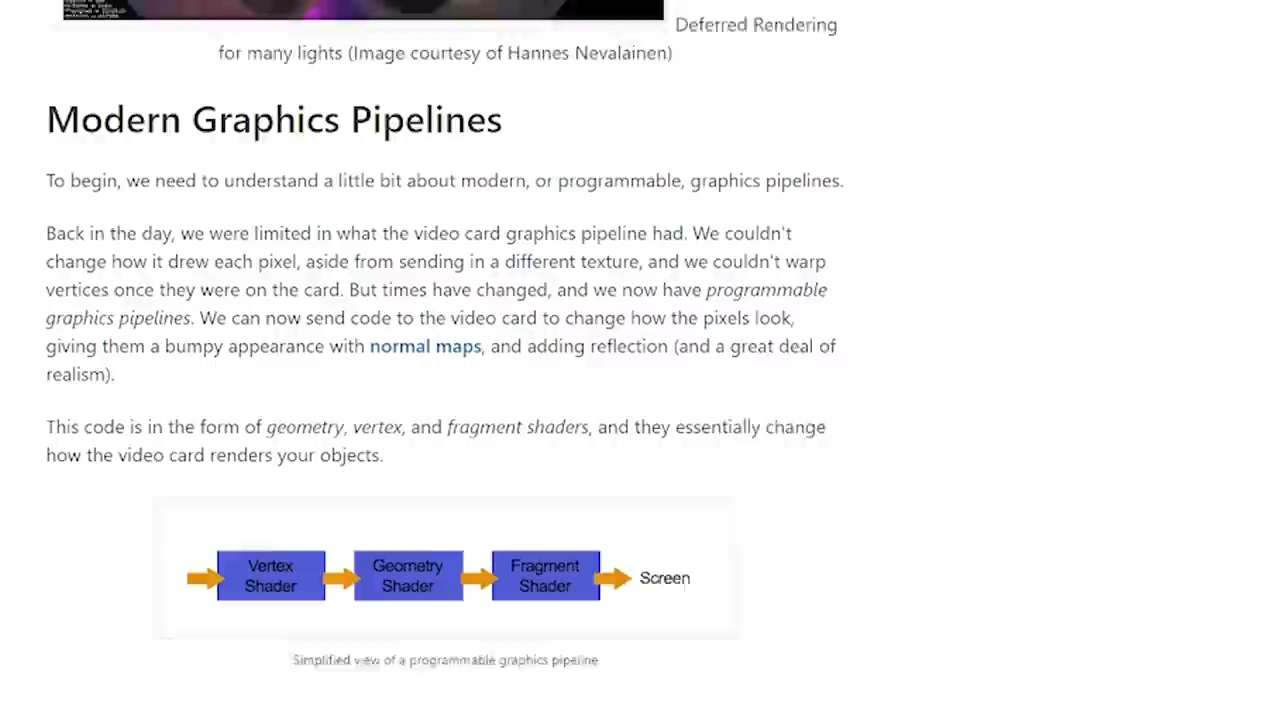 Deferred Rendering
for many lights (Image courtesy of Hannes Nevalainen)
Modern Graphics Pipelines
To begin, we need to understand a little bit about modern, or programmable, graphics pipelines.
Back in the day, we were limited in what the video card graphics pipeline had. We couldn't
change how it drew each pixel, aside from sending in a different texture, and we couldn't warp
vertices once they were on the card. But times have changed, and we now have programmable
graphics pipelines. We can now send code to the video card to change how the pixels look,
giving them a bumpy appearance with normal maps, and adding reflection (and a great deal of
realism).
This code is in the form of geometry, vertex, and fragment shaders, and they essentially change
how the video card renders your objects.
Vertex
Shader
Geometry
Shader
Fragment
Shader
Screen
Simplified view of a programmable graphics pipeline